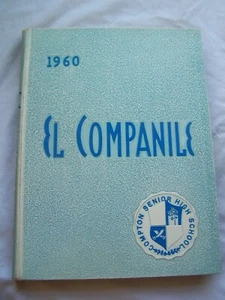 1960
EL COMPANILE
COMPTON SENIOR HIGH SCHOOL